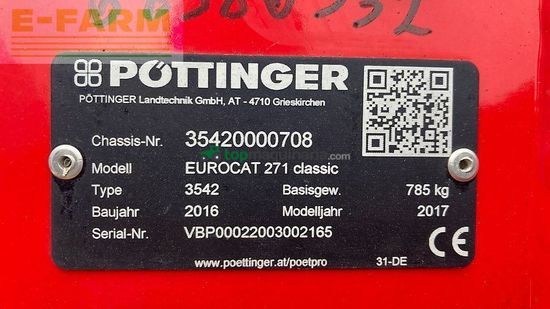 E-FARM
PÖTTINGER
PÖTTINGER Landtechnik GmbH, AT - 4710 Grieskirchen
Chassis-Nr. 35420000708
Modell EUROCAT 271 classic
Type 3542 Basisgew. 785 kg
Baujahr 2016 Modelljahr 2017
Serial-Nr. VBP00022003002165
www.poettinger.at/poetpro 31-DE CE